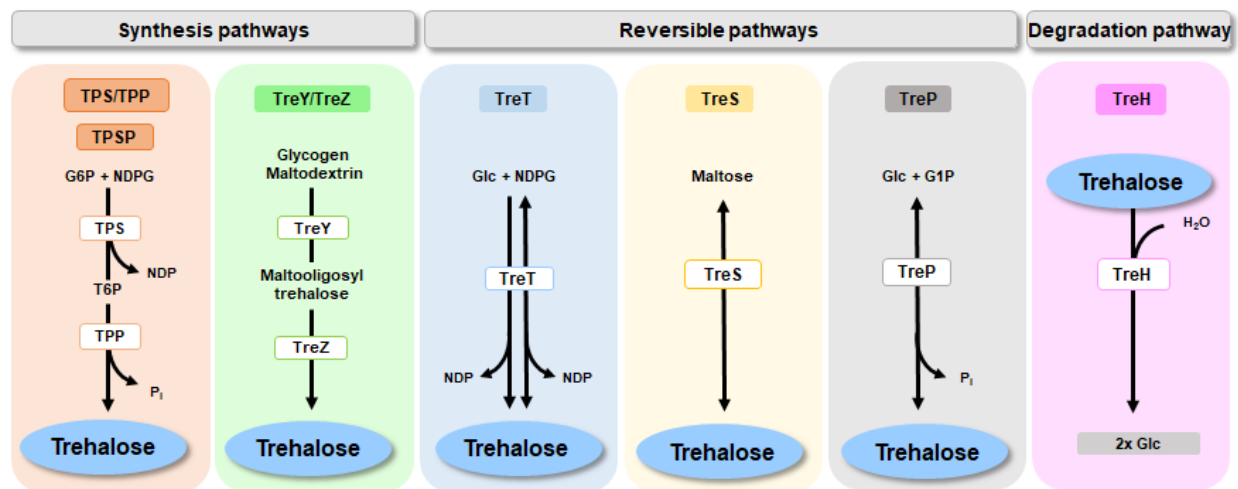 Synthesis pathways
Reversible pathways
Degradation pathway
TPS/TPP
TPSP
G6P + NDPG
TPS
NDP
T6P
TPP
Pᵢ
Trehalose
TreY/TreZ
Glycogen
Maltodextrin
TreY
Maltooligosyl
trehalose
TreZ
Trehalose
TreT
Glc + NDPG
TreT
NDP
NDP
Trehalose
TreS
Maltose
TreS
Trehalose
TreP
Glc + G1P
TreP
Pᵢ
Trehalose
TreH
Trehalose
H₂O
TreH
2x Glc